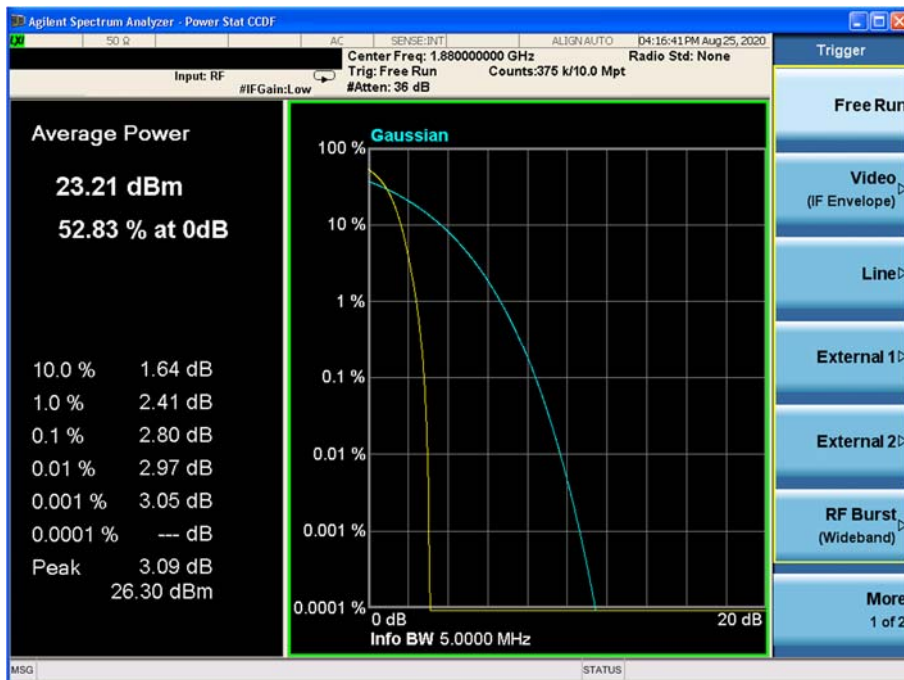 Agilent Spectrum Analyzer - Power Stat CCDF
LXI 50 Ω AC SENSE:INT ALIGN AUTO 04:16:41 PM Aug 25, 2020
Center Freq: 1.880000000 GHz Radio Std: None
Input: RF Trig: Free Run Counts:375 k/10.0 Mpt
#IFGain:Low #Atten: 36 dB
Average Power
23.21 dBm
52.83 % at 0dB
10.0 % 1.64 dB
1.0 % 2.41 dB
0.1 % 2.80 dB
0.01 % 2.97 dB
0.001 % 3.05 dB
0.0001 % --- dB
Peak 3.09 dB
26.30 dBm
Gaussian
100 %
10 %
1 %
0.1 %
0.01 %
0.001 %
0.0001 %
0 dB 20 dB
Info BW 5.0000 MHz
Trigger
Free Run
Video
(IF Envelope)
Line
External 1
External 2
RF Burst
(Wideband)
More
1 of 2
MSG STATUS